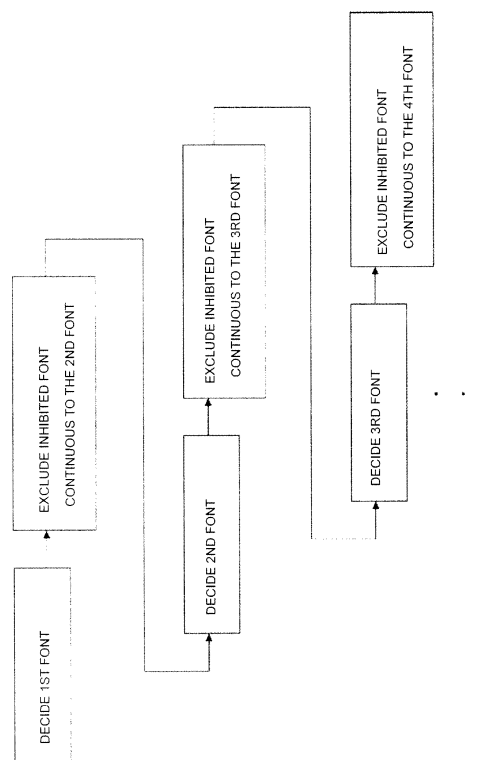 DECIDE 1ST FONT
EXCLUDE INHIBITED FONT
CONTINUOUS TO THE 2ND FONT
DECIDE 2ND FONT
EXCLUDE INHIBITED FONT
CONTINUOUS TO THE 3RD FONT
DECIDE 3RD FONT
EXCLUDE INHIBITED FONT
CONTINUOUS TO THE 4TH FONT